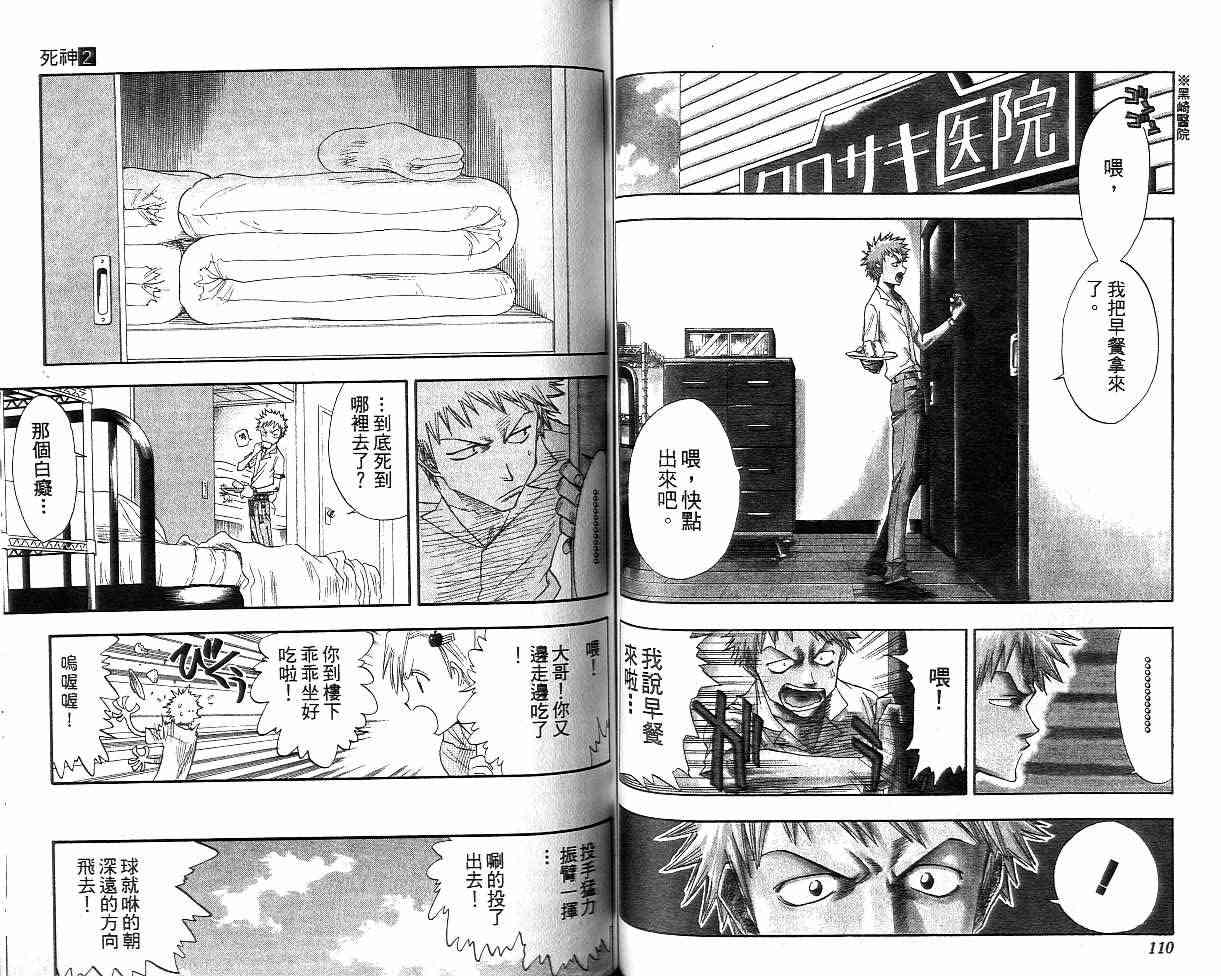 ※黑崎醫院
クロサキ医院
喂，
我把早餐拿來
了。
喂，快點
出來吧。
……………
喂！
我說早餐
來啦…
！
110
死神2
……………
…到底死到
哪裡去了？
那個白癡…
喂！
大哥！你又
邊走邊吃了
！
你到樓下
乖乖坐好
吃啦！
びくぅっ
嗚喔喔！
投手猛力
振臂一揮
…
唰的投了
出去！
球就咻的朝
深遠的方向
飛去！